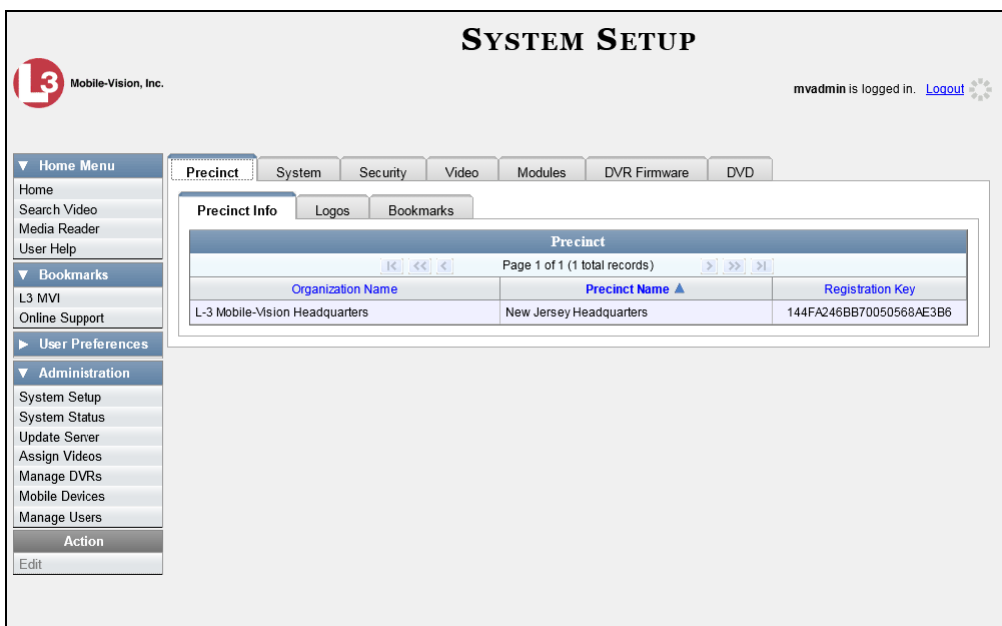 SYSTEM SETUP
L3 Mobile-Vision, Inc.
mvadmin is logged in. Logout
▼ Home Menu
Home
Search Video
Media Reader
User Help
▼ Bookmarks
L3 MVI
Online Support
▶ User Preferences
▼ Administration
System Setup
System Status
Update Server
Assign Videos
Manage DVRs
Mobile Devices
Manage Users
Action
Edit
Precinct System Security Video Modules DVR Firmware DVD
Precinct Info Logos Bookmarks
Precinct
|< << < Page 1 of 1 (1 total records) > >> >|
Organization Name Precinct Name ▲ Registration Key
L-3 Mobile-Vision Headquarters New Jersey Headquarters 144FA246BB70050568AE3B6